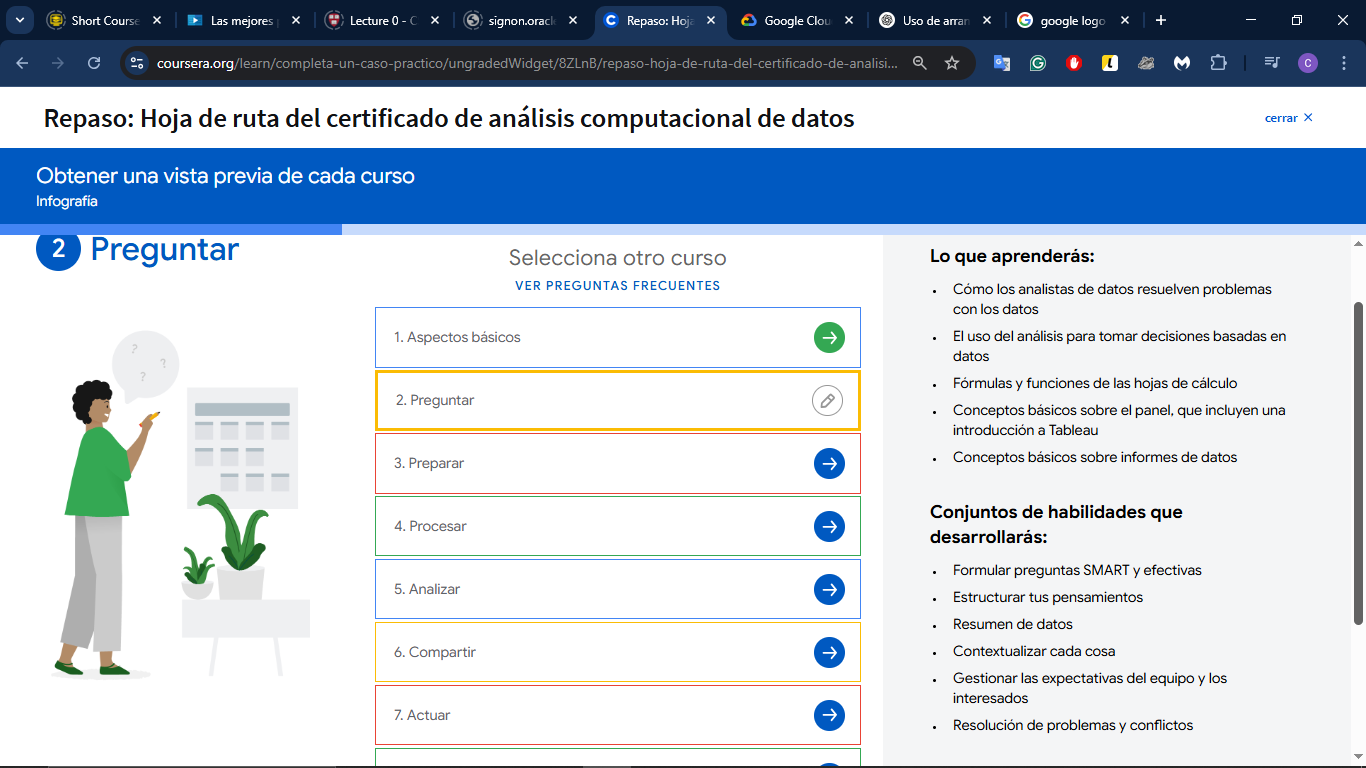 Short Course
Las mejores
Lecture 0 - C
signon.oracle
Repaso: Hoja
Google Clou
Uso de arran
google logo
coursera.org/learn/completa-un-caso-practico/ungradedWidget/8ZLnB/repaso-hoja-de-ruta-del-certificado-de-analisi...
C
Repaso: Hoja de ruta del certificado de análisis computacional de datos
cerrar
Obtener una vista previa de cada curso
Infografía
2 Preguntar
? ? ?
Selecciona otro curso
VER PREGUNTAS FRECUENTES
1. Aspectos básicos
2. Preguntar
3. Preparar
4. Procesar
5. Analizar
6. Compartir
7. Actuar
Lo que aprenderás:
• Cómo los analistas de datos resuelven problemas
con los datos
• El uso del análisis para tomar decisiones basadas en
datos
• Fórmulas y funciones de las hojas de cálculo
• Conceptos básicos sobre el panel, que incluyen una
introducción a Tableau
• Conceptos básicos sobre informes de datos
Conjuntos de habilidades que
desarrollarás:
• Formular preguntas SMART y efectivas
• Estructurar tus pensamientos
• Resumen de datos
• Contextualizar cada cosa
• Gestionar las expectativas del equipo y los
interesados
• Resolución de problemas y conflictos